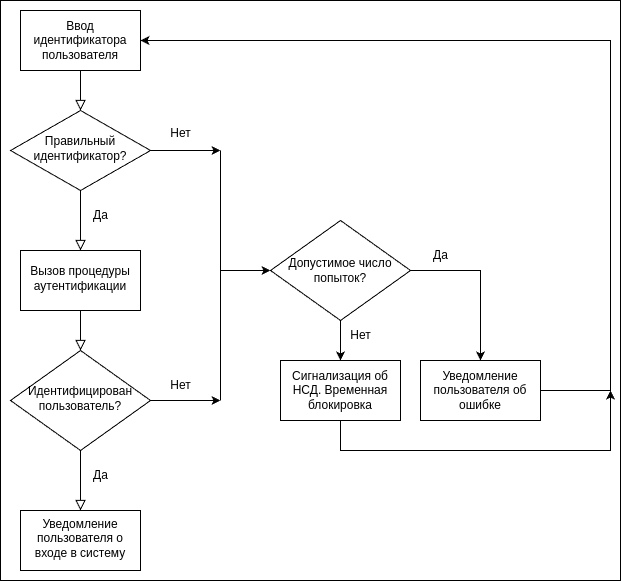 Ввод
идентификатора
пользователя
Правильный
идентификатор?
Нет
Да
Вызов процедуры
аутентификации
Идентифицирован
пользователь?
Нет
Да
Уведомление
пользователя о
входе в систему
Допустимое число
попыток?
Да
Нет
Сигнализация об
НСД. Временная
блокировка
Уведомление
пользователя об
ошибке